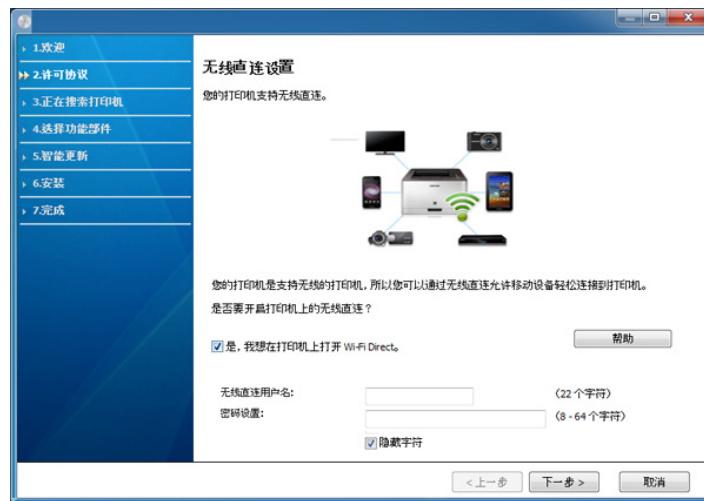 1.欢迎
2.许可协议
3.正在搜索打印机
4.选择功能部件
5.智能更新
6.安装
7.完成
无线直连设置
您的打印机支持无线直连。
您的打印机是支持无线的打印机，所以您可以通过无线直连允许移动设备轻松连接到打印机。
是否要开启打印机上的无线直连？
是，我想在打印机上打开 Wi-Fi Direct。
帮助
无线直连用户名: (22 个字符)
密码设置: (8 - 64 个字符)
隐藏字符
< 上一步 下一步 > 取消